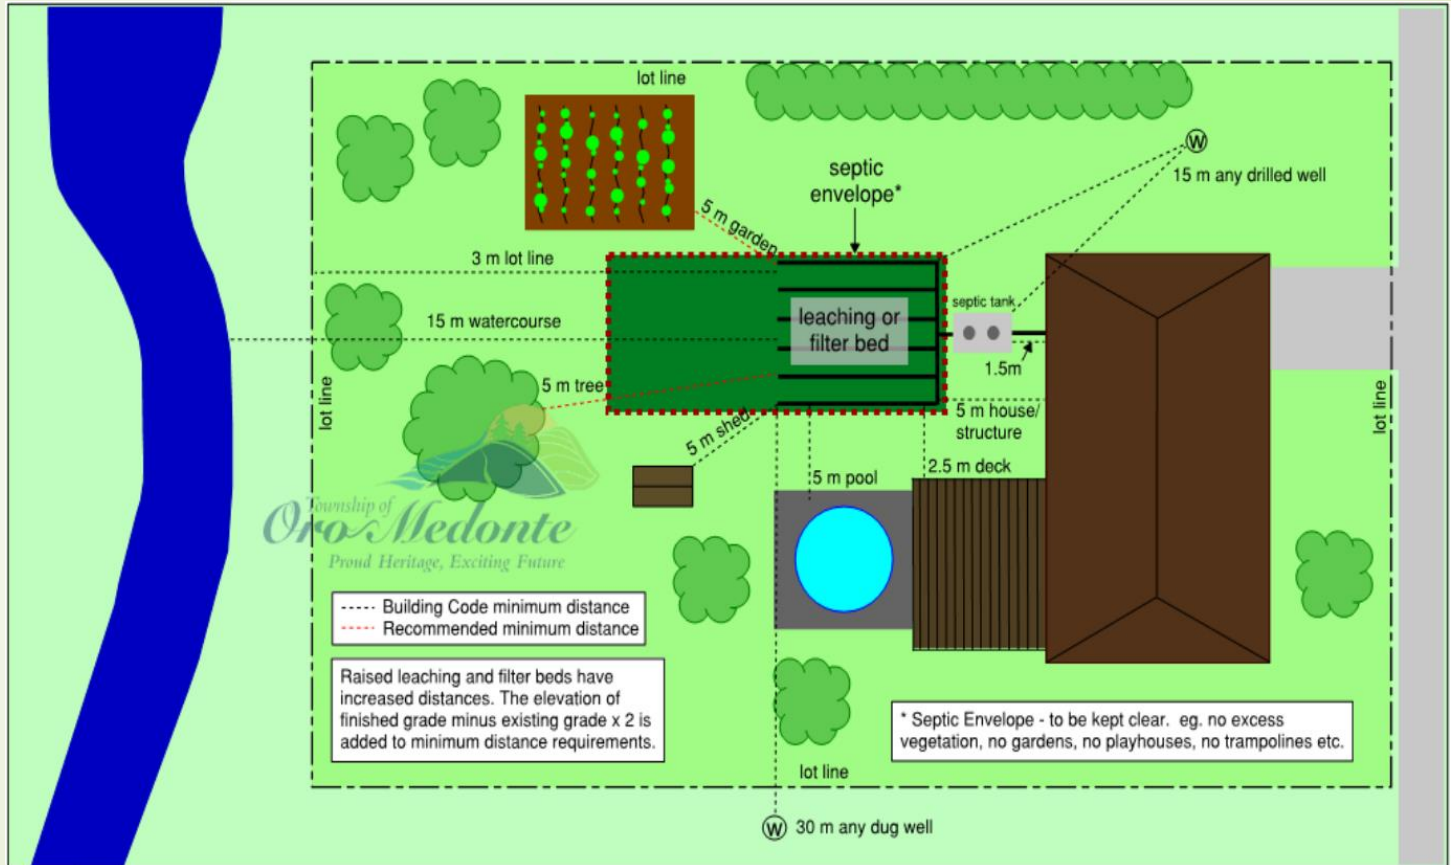 lot line
W
15 m any drilled well
septic
envelope*
5 m garden
3 m lot line
septic tank
15 m watercourse
leaching or
filter bed
1.5m
5 m tree
5 m house/
structure
lot line
lot line
5 m shed
2.5 m deck
5 m pool
Township of
Oro-Medonte
Proud Heritage, Exciting Future
Building Code minimum distance
Recommended minimum distance
Raised leaching and filter beds have
increased distances. The elevation of
finished grade minus existing grade x 2 is
added to minimum distance requirements.
* Septic Envelope - to be kept clear. eg. no excess
vegetation, no gardens, no playhouses, no trampolines etc.
lot line
W 30 m any dug well